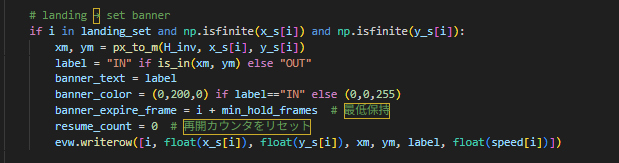 # landing → set banner
if i in landing_set and np.isfinite(x_s[i]) and np.isfinite(y_s[i]):
    xm, ym = px_to_m(H_inv, x_s[i], y_s[i])
    label = "IN" if is_in(xm, ym) else "OUT"
    banner_text = label
    banner_color = (0,200,0) if label=="IN" else (0,0,255)
    banner_expire_frame = i + min_hold_frames  # 最低保持
    resume_count = 0  # 再開カウンタをリセット
    evw.writerow([i, float(x_s[i]), float(y_s[i]), xm, ym, label, float(speed[i])])